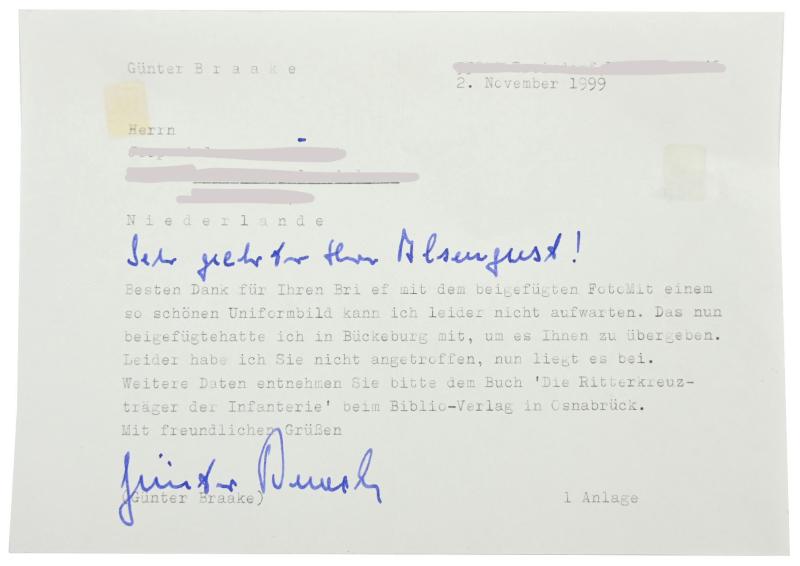 Günter B r a a k e
2. November 1999
Herrn
N i e d e r l a n d e
Sehr geehrter Herr Alsengust!
Besten Dank für Ihren Bri ef mit dem beigefügten FotoMit einem
so schönen Uniformbild kann ich leider nicht aufwarten. Das nun
beigefügtehatte ich in Bückeburg mit, um es Ihnen zu übergeben.
Leider habe ich Sie nicht angetroffen, nun liegt es bei.
Weitere Daten entnehmen Sie bitte dem Buch 'Die Ritterkreuz-
träger der Infanterie' beim Biblio-Verlag in Osnabrück.
Mit freundlichen Grüßen
Günter Braake
(Günter Braake)
1 Anlage